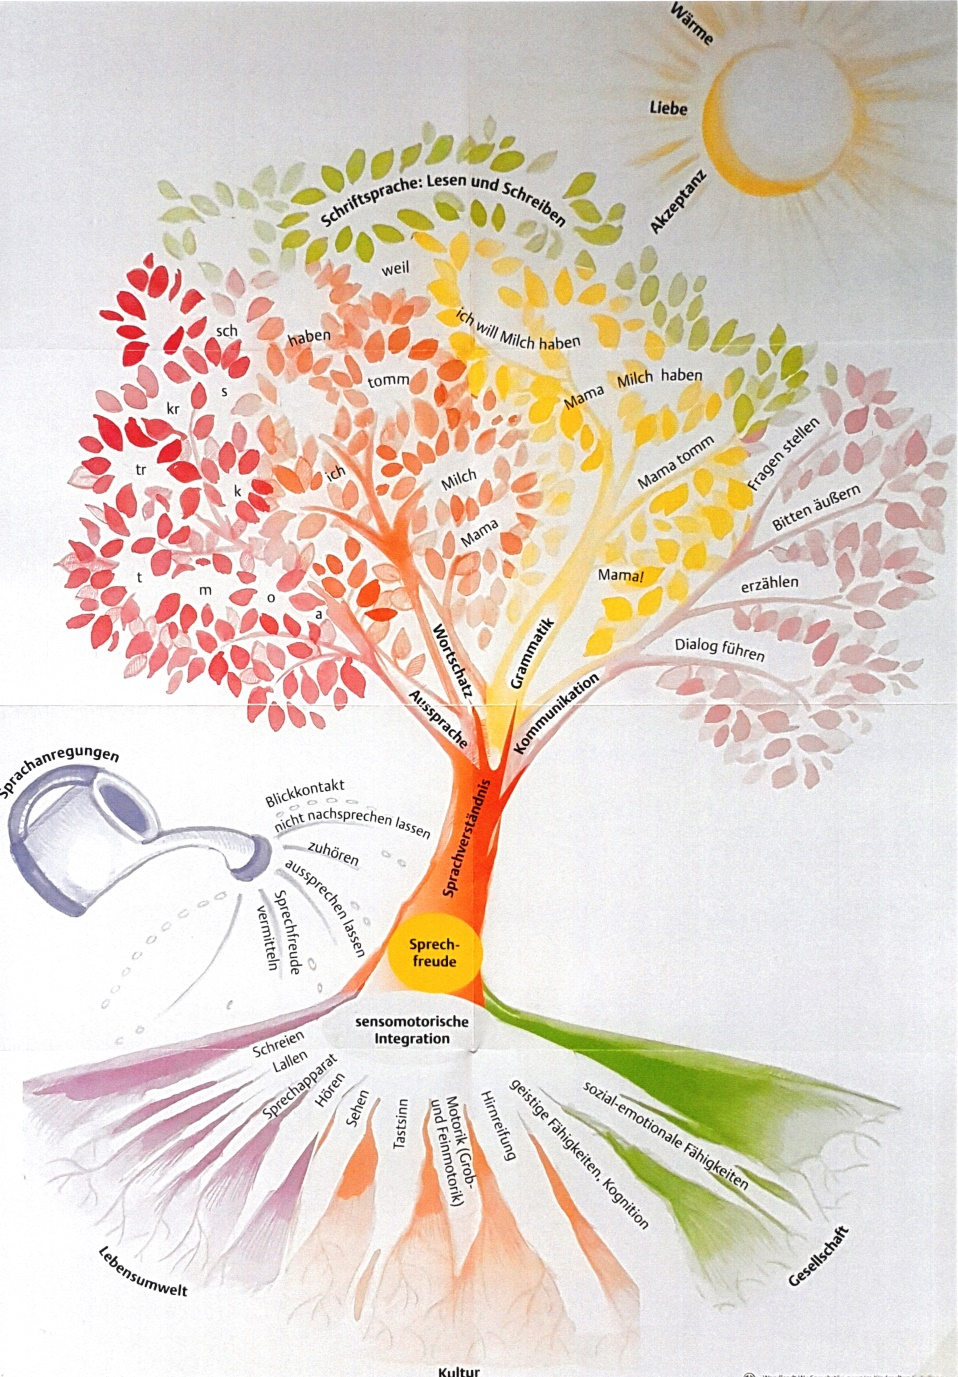 Wärme
Liebe
Akzeptanz
Schriftsprache: Lesen und Schreiben
weil
ich will Milch haben
sch
haben
tomm
Mama
Milch haben
s
kr
Mama tomm
Fragen stellen
tr
ich
k
Milch
Bitten äußern
Mama
t
m
o
a
Mama!
erzählen
Dialog führen
Aussprache
Wortschatz
Grammatik
Kommunikation
Sprachverständnis
Sprachanregungen
Blickkontakt
nicht nachsprechen lassen
zuhören
aussprechen lassen
Sprechfreude
vermitteln
Sprech-
freude
sensomotorische
Integration
Schreien
Lallen
Sprechapparat
Hören
Sehen
Tastsinn
Motorik (Grob-
und Feinmotorik)
Hirnreifung
geistige Fähigkeiten, Kognition
sozial-emotionale Fähigkeiten
Lebensumwelt
Gesellschaft
Kultur